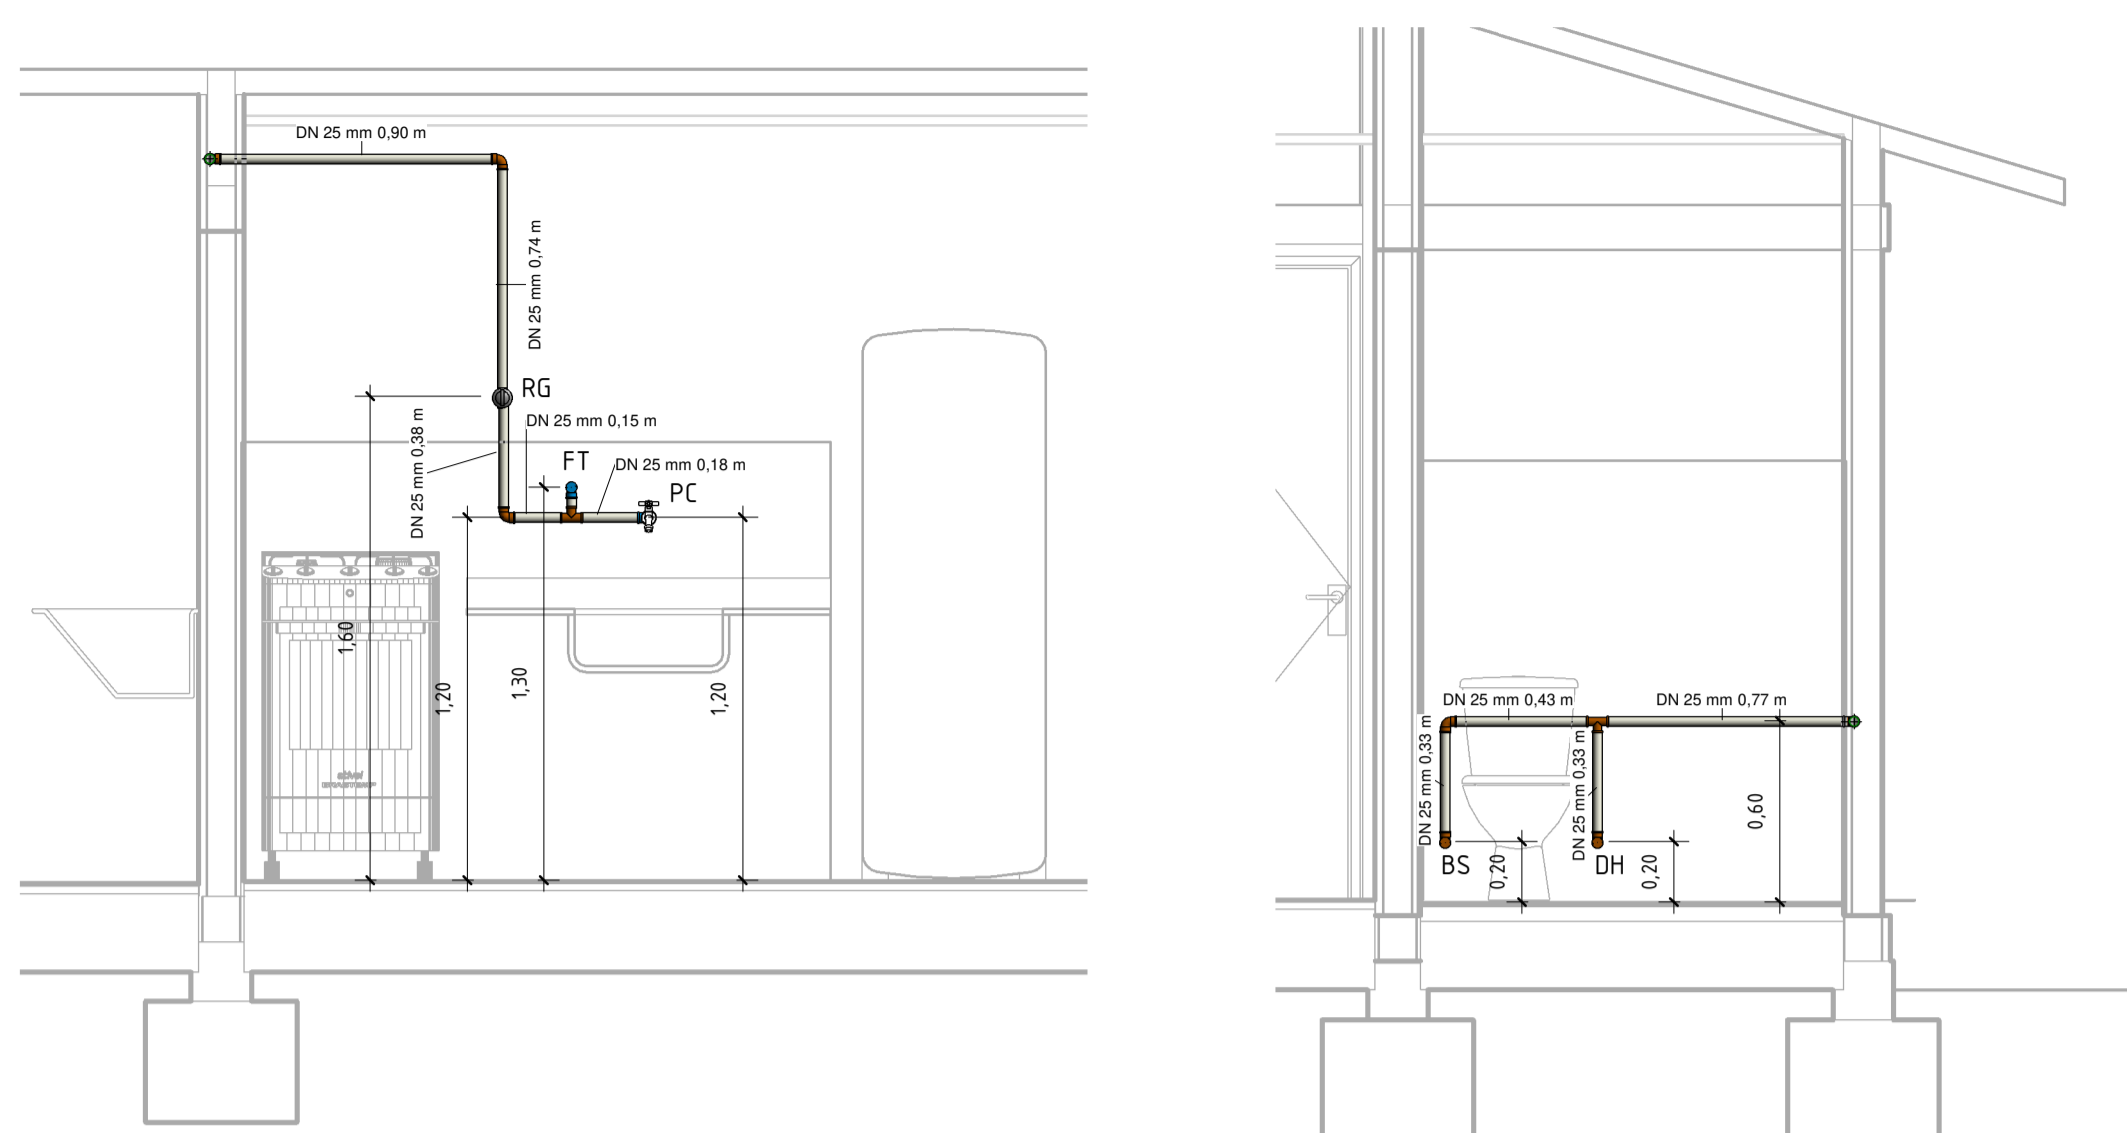 DN 25 mm 0,90 m
DN 25 mm 0,74 m
RG
DN 25 mm 0,38 m
DN 25 mm 0,15 m
FT
DN 25 mm 0,18 m
PC
1,60
1,20
1,30
1,20
DN 25 mm 0,43 m
DN 25 mm 0,77 m
DN 25 mm 0,33 m
DN 25 mm 0,33 m
0,60
BS
0,20
DH
0,20